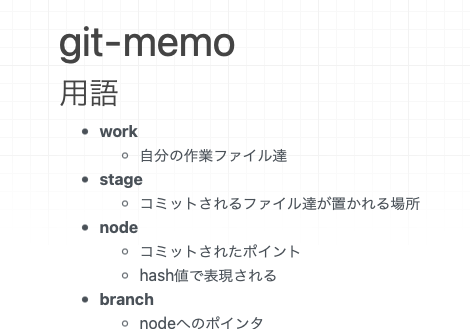 git-memo
用語
work
自分の作業ファイル達
stage
コミットされるファイル達が置かれる場所
node
コミットされたポイント
hash値で表現される
branch
nodeへのポインタ